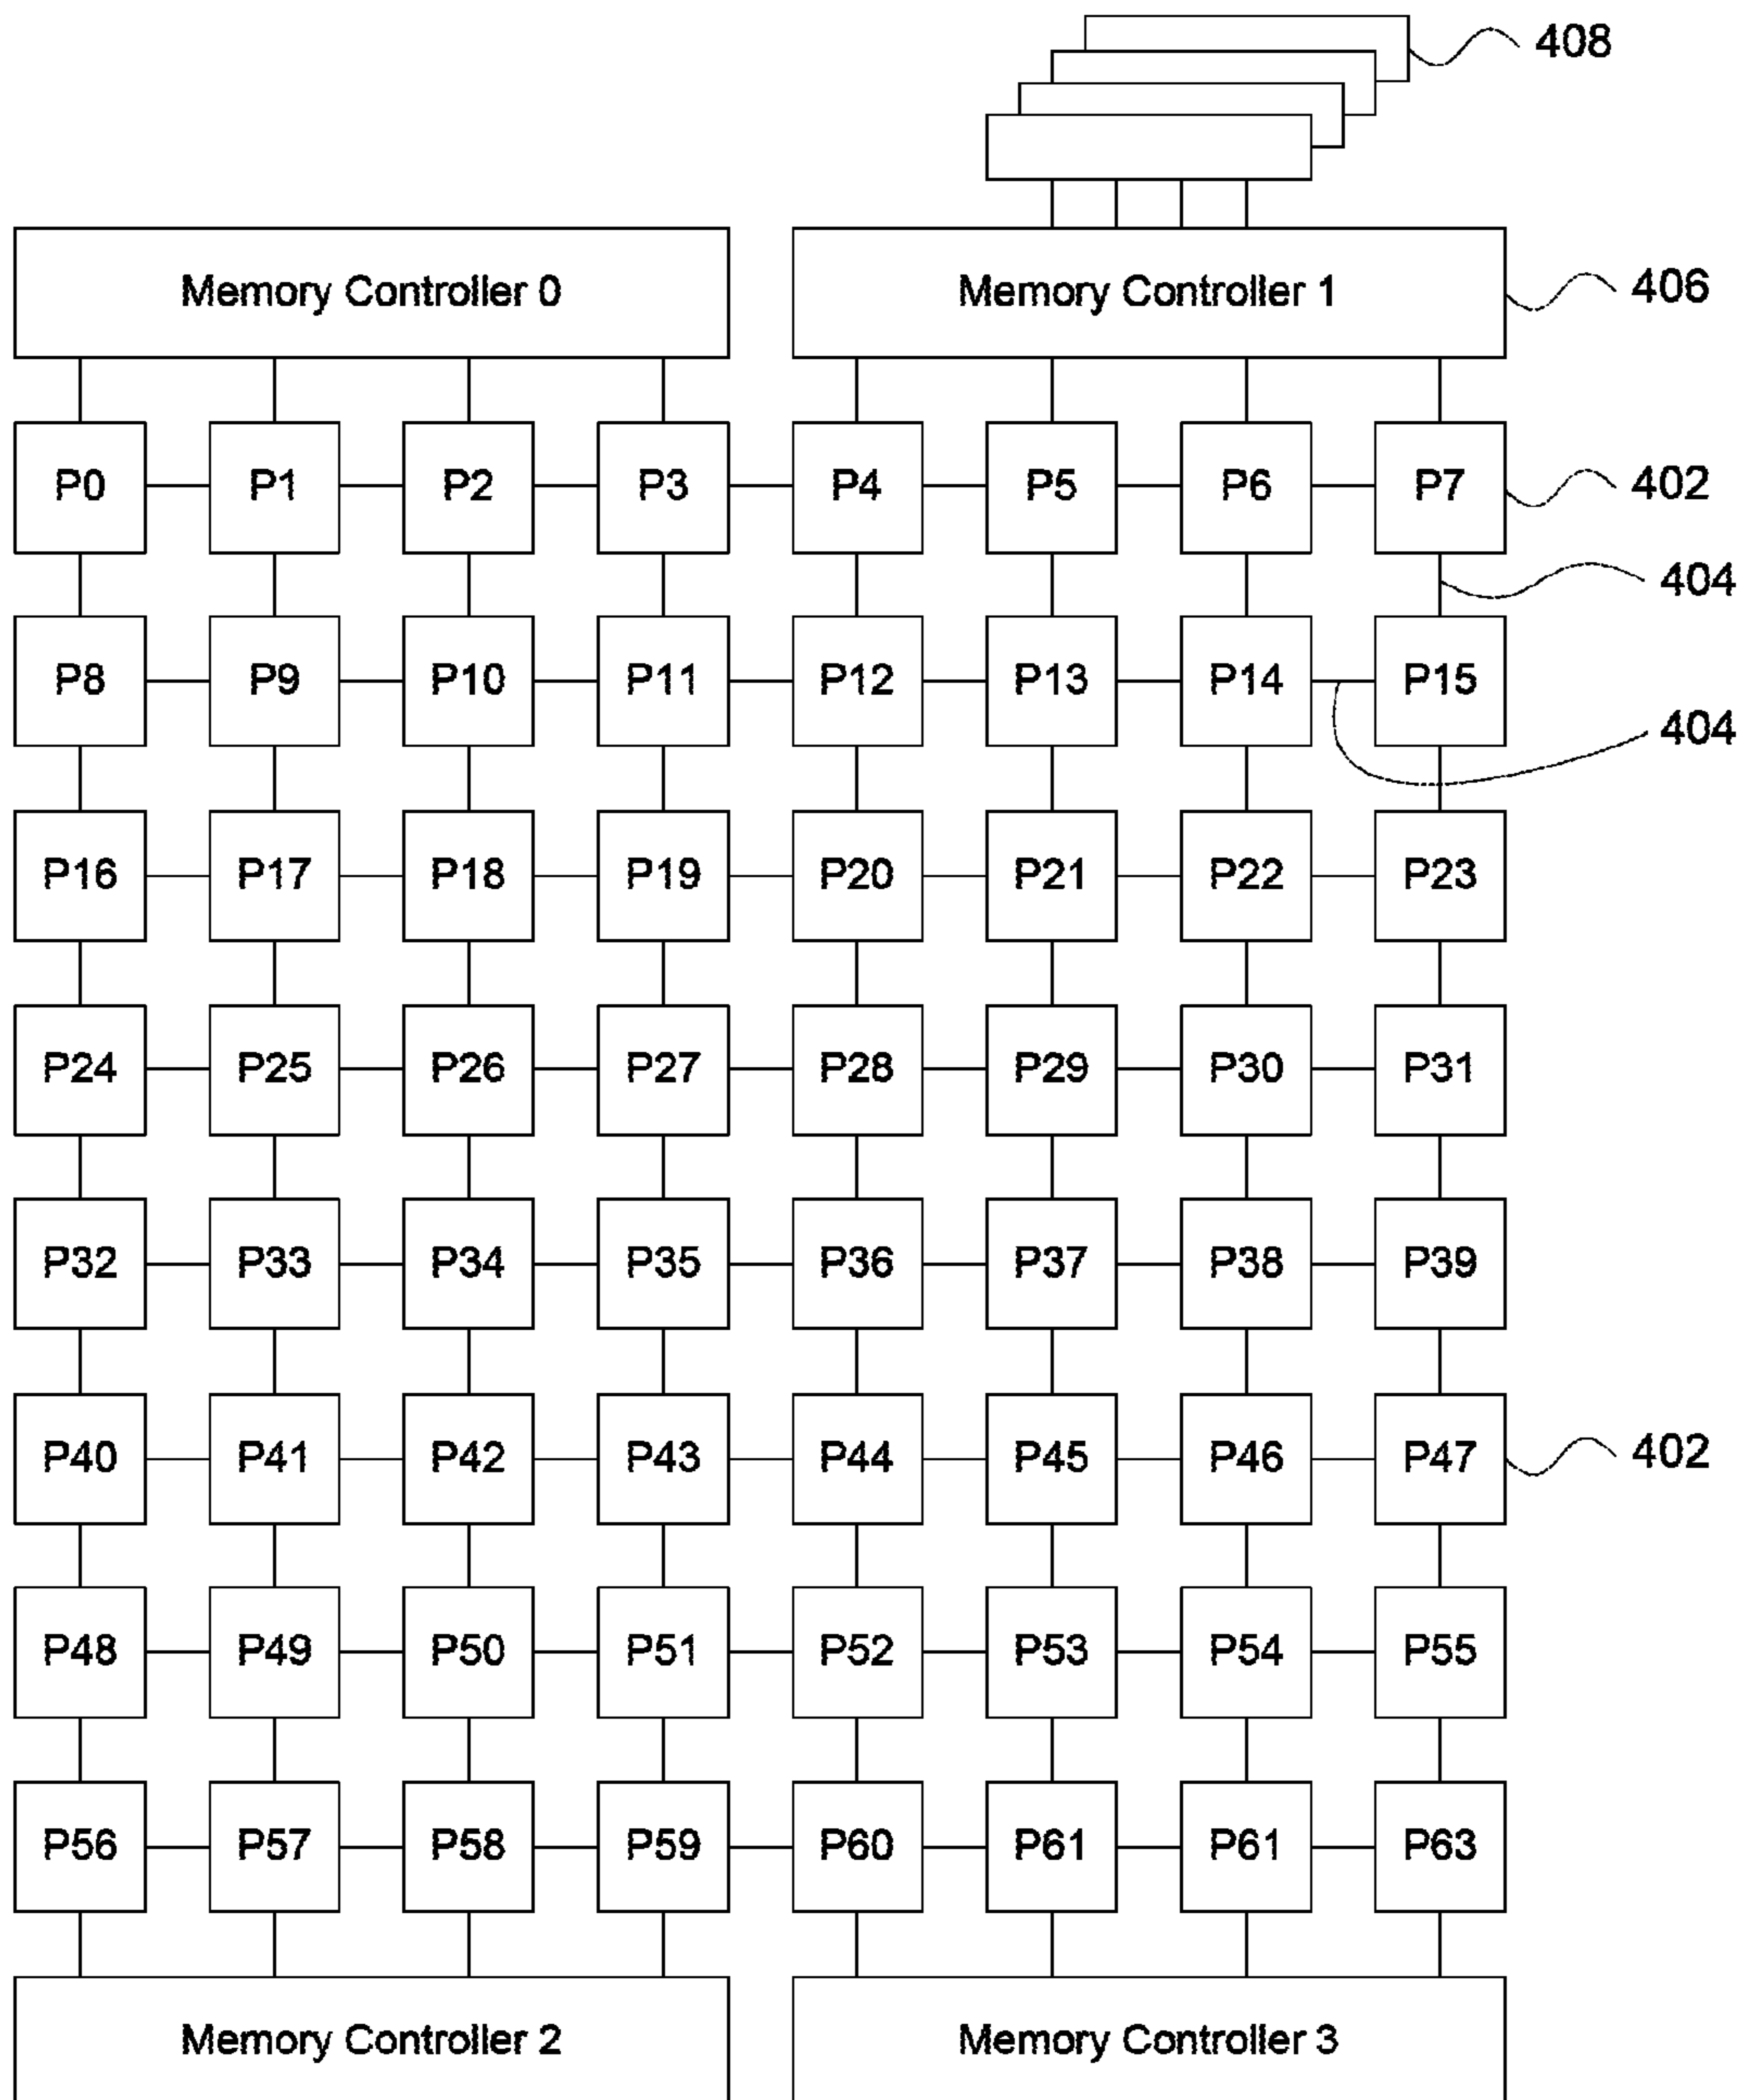 408
Memory Controller 0 Memory Controller 1 406
P0 P1 P2 P3 P4 P5 P6 P7 402
404
P8 P9 P10 P11 P12 P13 P14 P15
404
P16 P17 P18 P19 P20 P21 P22 P23
P24 P25 P26 P27 P28 P29 P30 P31
P32 P33 P34 P35 P36 P37 P38 P39
P40 P41 P42 P43 P44 P45 P46 P47 402
P48 P49 P50 P51 P52 P53 P54 P55
P56 P57 P58 P59 P60 P61 P61 P63
Memory Controller 2 Memory Controller 3